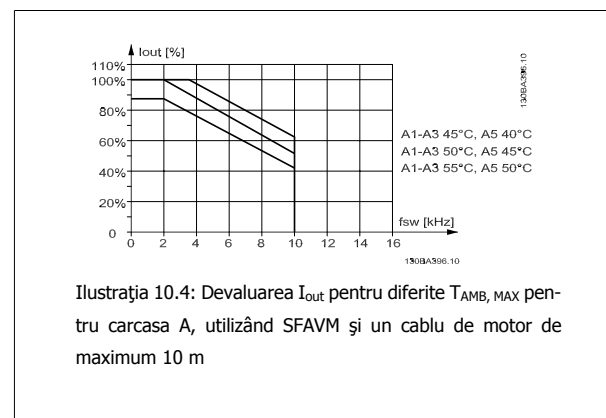 Iout [%]
110%
100%
80%
60%
40%
20%
0
0 2 4 6 8 10 12 14 16
fsw [kHz]
A1-A3 45°C, A5 40°C
A1-A3 50°C, A5 45°C
A1-A3 55°C, A5 50°C
130BA396.10
130BA396.10
Ilustraţia 10.4: Devaluarea Iout pentru diferite TAMB, MAX pen-
tru carcasa A, utilizând SFAVM şi un cablu de motor de
maximum 10 m